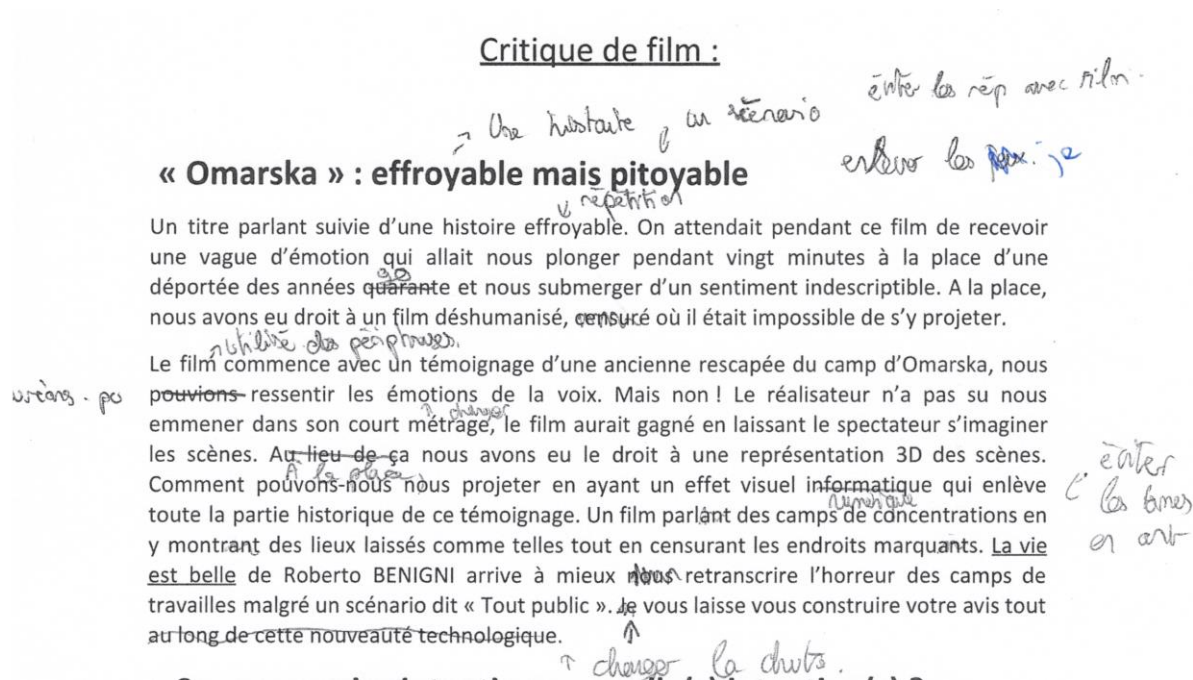 Critique de film :
éviter les rép avec film.
Une histoire, un scénario
enlever les je
« Omarska » : effroyable mais pitoyable
répétition
Un titre parlant suivie d’une histoire effroyable. On attendait pendant ce film de recevoir
une vague d’émotion qui allait nous plonger pendant vingt minutes à la place d’une
90
déportée des années quarante et nous submerger d’un sentiment indescriptible. A la place,
nous avons eu droit à un film déshumanisé, censuré où il était impossible de s’y projeter.
utilisé des périphrases.
Le film commence avec un témoignage d’une ancienne rescapée du camp d’Omarska, nous
pouvions ressentir les émotions de la voix. Mais non ! Le réalisateur n’a pas su nous
changer
emmener dans son court métrage, le film aurait gagné en laissant le spectateur s’imaginer
les scènes. Au lieu de ça nous avons eu le droit à une représentation 3D des scènes.
À la place
Comment pouvons-nous nous projeter en ayant un effet visuel informatique qui enlève
numérique
toute la partie historique de ce témoignage. Un film parlant des camps de concentrations en
éviter
les termes
en ant
y montrant des lieux laissés comme telles tout en censurant les endroits marquants. La vie
est belle de Roberto BENIGNI arrive à mieux nous retranscrire l’horreur des camps de
travailles malgré un scénario dit « Tout public ». Je vous laisse vous construire votre avis tout
au long de cette nouveauté technologique.
changer la chute.